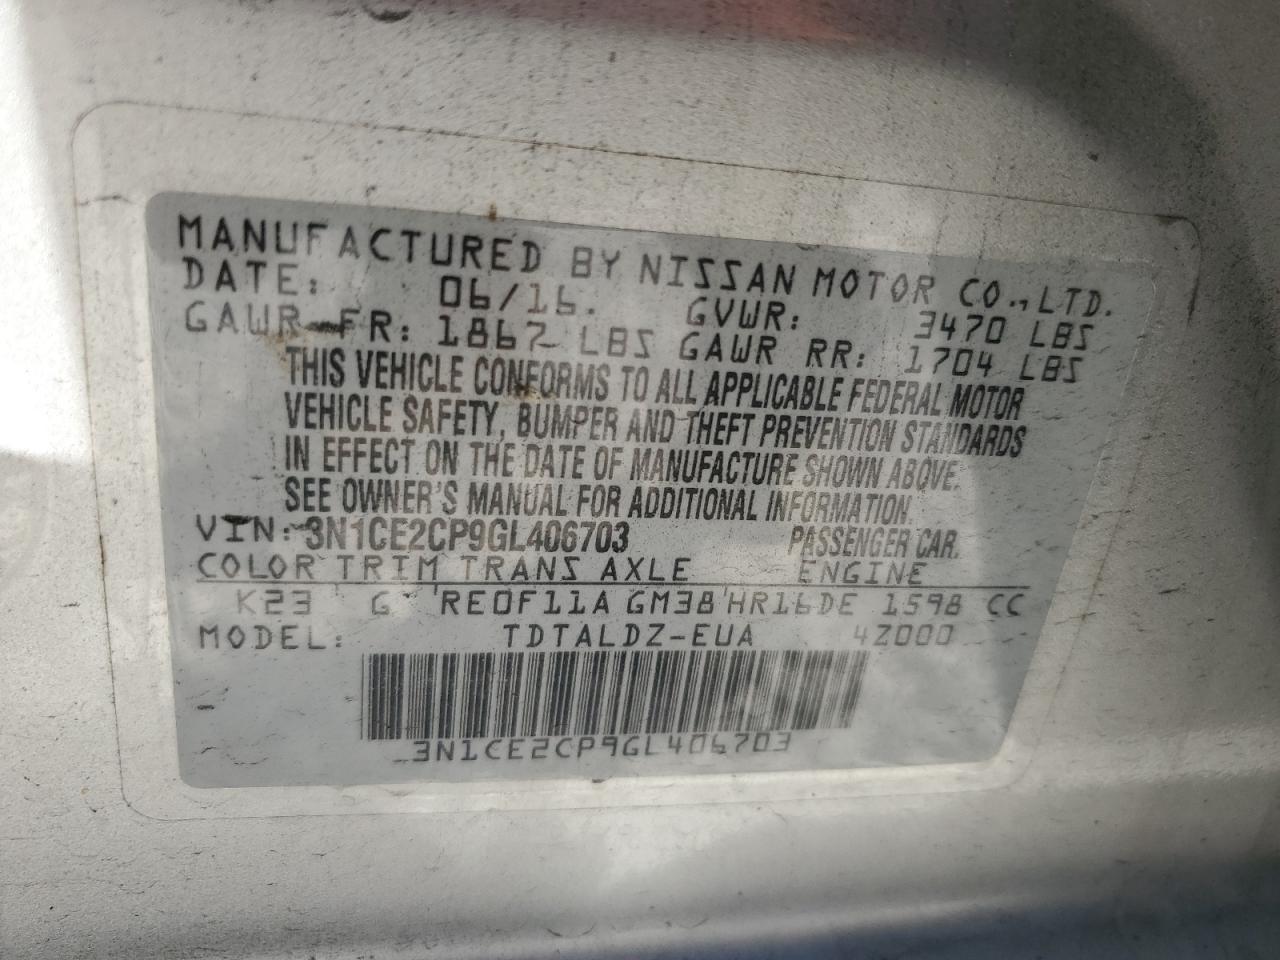 MANUFACTURED BY NISSAN MOTOR CO., LTD.
DATE: 06/16. GVWR: 3470 LBS
GAWR FR: 1867 LBS GAWR RR: 1704 LBS
THIS VEHICLE CONFORMS TO ALL APPLICABLE FEDERAL MOTOR
VEHICLE SAFETY, BUMPER AND THEFT PREVENTION STANDARDS
IN EFFECT ON THE DATE OF MANUFACTURE SHOWN ABOVE.
SEE OWNER'S MANUAL FOR ADDITIONAL INFORMATION.
VIN: 3N1CE2CP9GL406703 PASSENGER CAR.
COLOR TRIM TRANS AXLE ENGINE
K23 G RE0F11A GM38 HR16DE 1598 CC
MODEL: TDTALDZ-EUA 4Z000
3N1CE2CP9GL406703